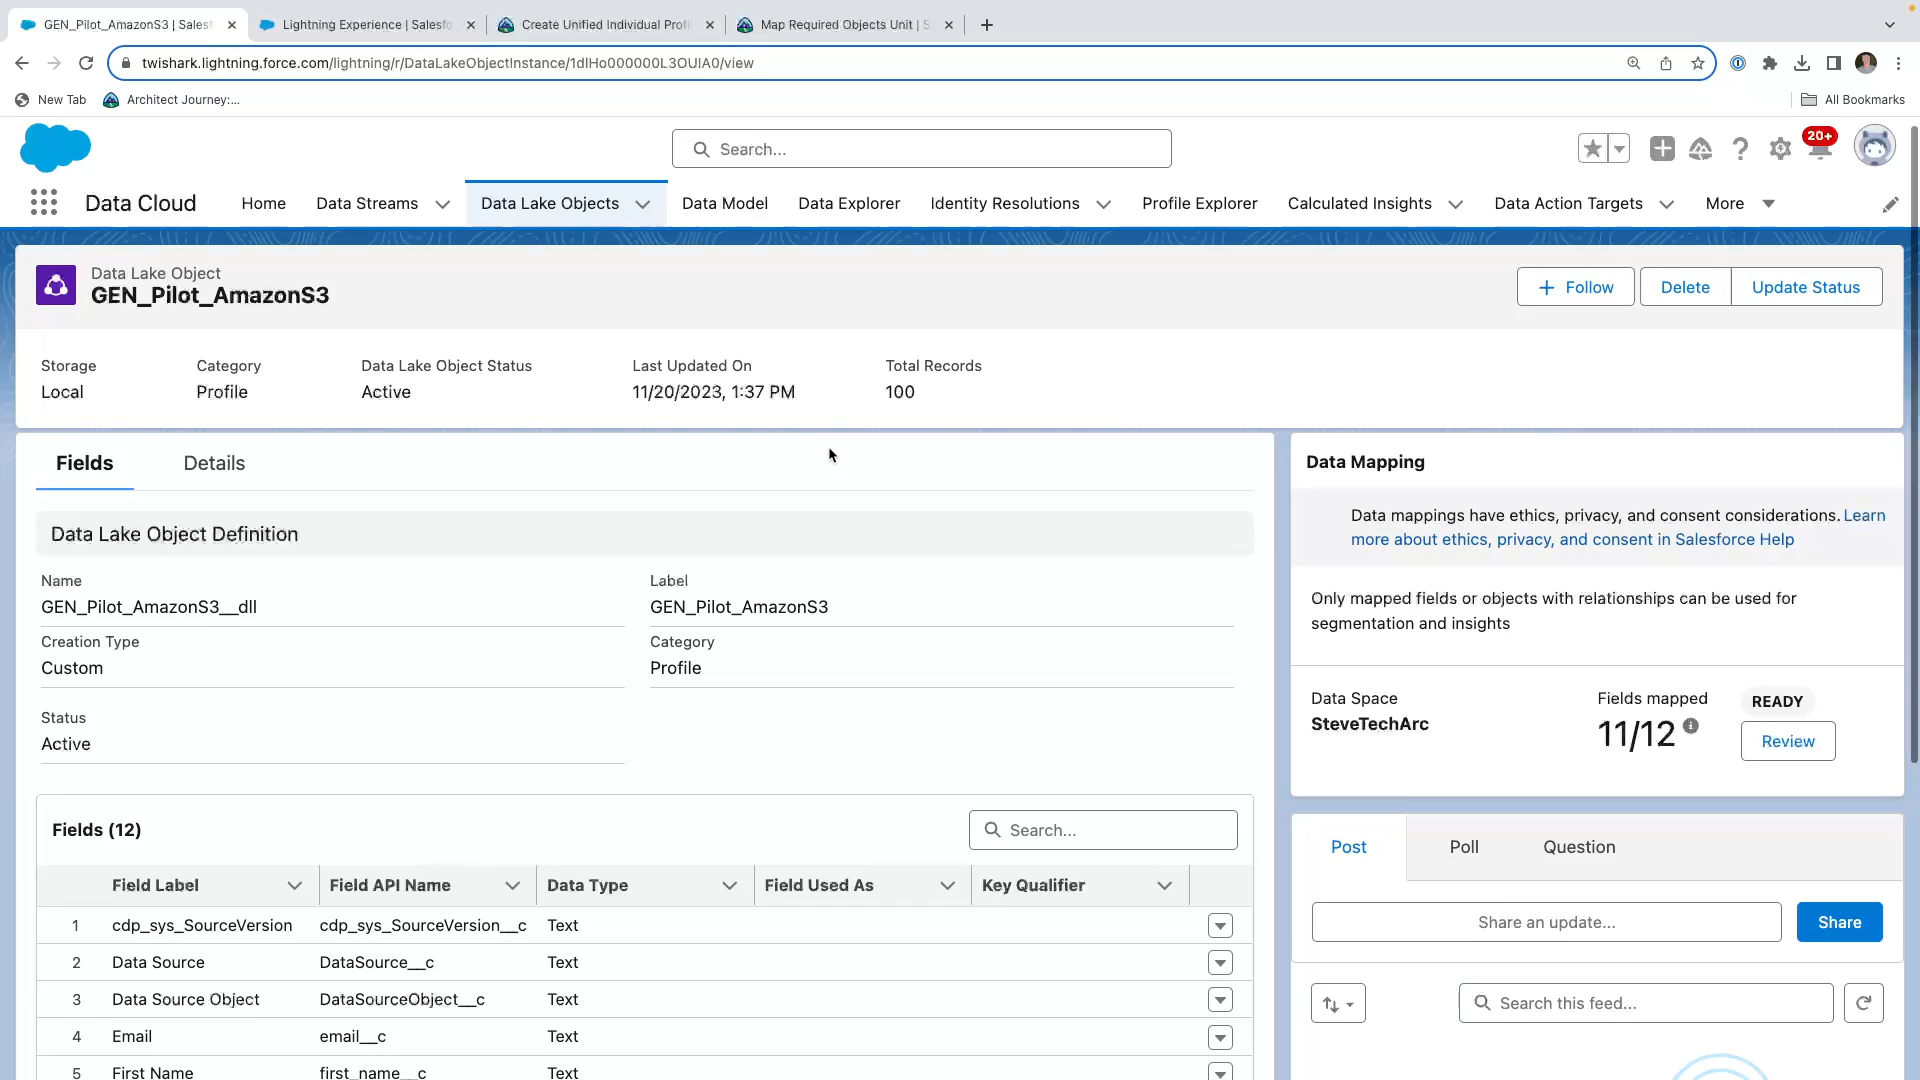 GEN_Pilot_AmazonS3 | Salesf
Lightning Experience | Salesfo
Create Unified Individual Profi
Map Required Objects Unit | S
twishark.lightning.force.com/lightning/r/DataLakeObjectInstance/1dlHo000000L3OUIA0/view
New Tab
Architect Journey:...
All Bookmarks
Search...
20+
Data Cloud
Home
Data Streams
Data Lake Objects
Data Model
Data Explorer
Identity Resolutions
Profile Explorer
Calculated Insights
Data Action Targets
More
Data Lake Object
GEN_Pilot_AmazonS3
Follow
Delete
Update Status
Storage
Category
Data Lake Object Status
Last Updated On
Total Records
Local
Profile
Active
11/20/2023, 1:37 PM
100
Fields
Details
Data Lake Object Definition
Name
GEN_Pilot_AmazonS3__dll
Label
GEN_Pilot_AmazonS3
Creation Type
Custom
Category
Profile
Status
Active
Fields (12)
Search...
Field Label
Field API Name
Data Type
Field Used As
Key Qualifier
1 cdp_sys_SourceVersion cdp_sys_SourceVersion__c Text
2 Data Source DataSource__c Text
3 Data Source Object DataSourceObject__c Text
4 Email email__c Text
5 First Name first_name__c Text
Data Mapping
Data mappings have ethics, privacy, and consent considerations. Learn
more about ethics, privacy, and consent in Salesforce Help
Only mapped fields or objects with relationships can be used for
segmentation and insights
Data Space
SteveTechArc
Fields mapped
11/12
READY
Review
Post
Poll
Question
Share an update...
Share
Search this feed...